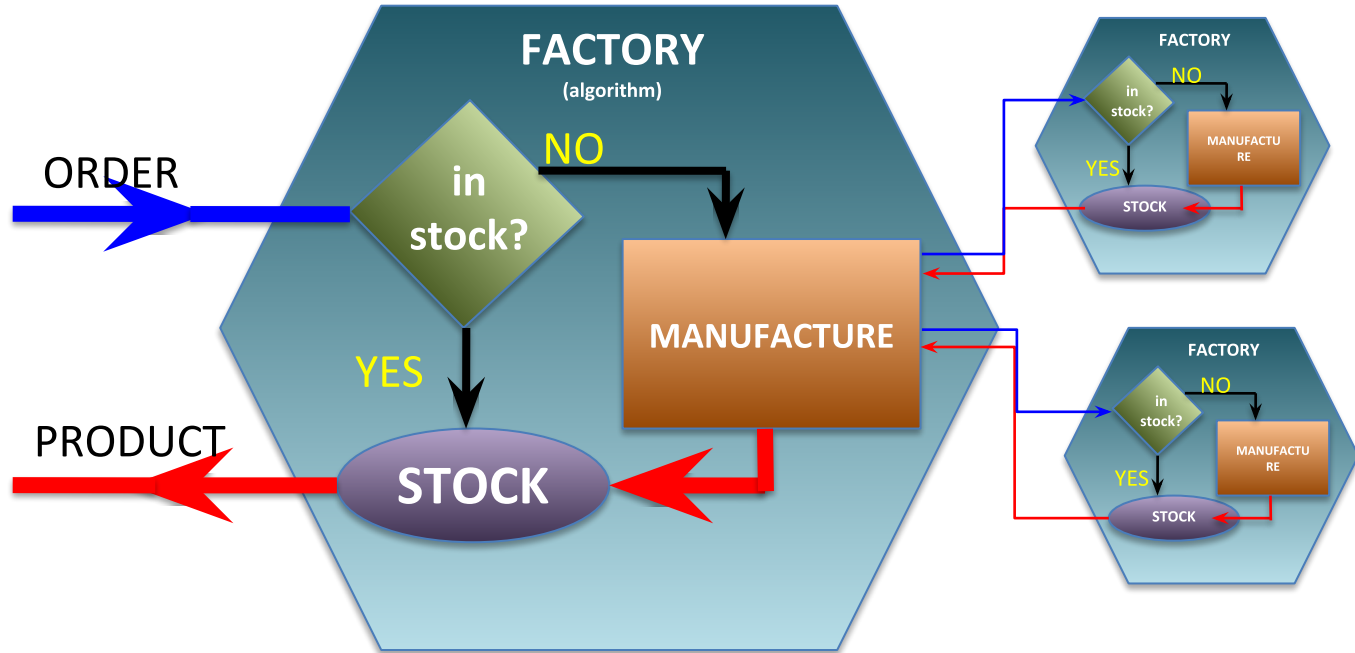 FACTORY
(algorithm)
ORDER
in
stock?
NO
YES
MANUFACTURE
PRODUCT
STOCK
FACTORY
in
stock?
NO
MANUFACTU
RE
YES
STOCK
FACTORY
in
stock?
NO
MANUFACTU
RE
YES
STOCK